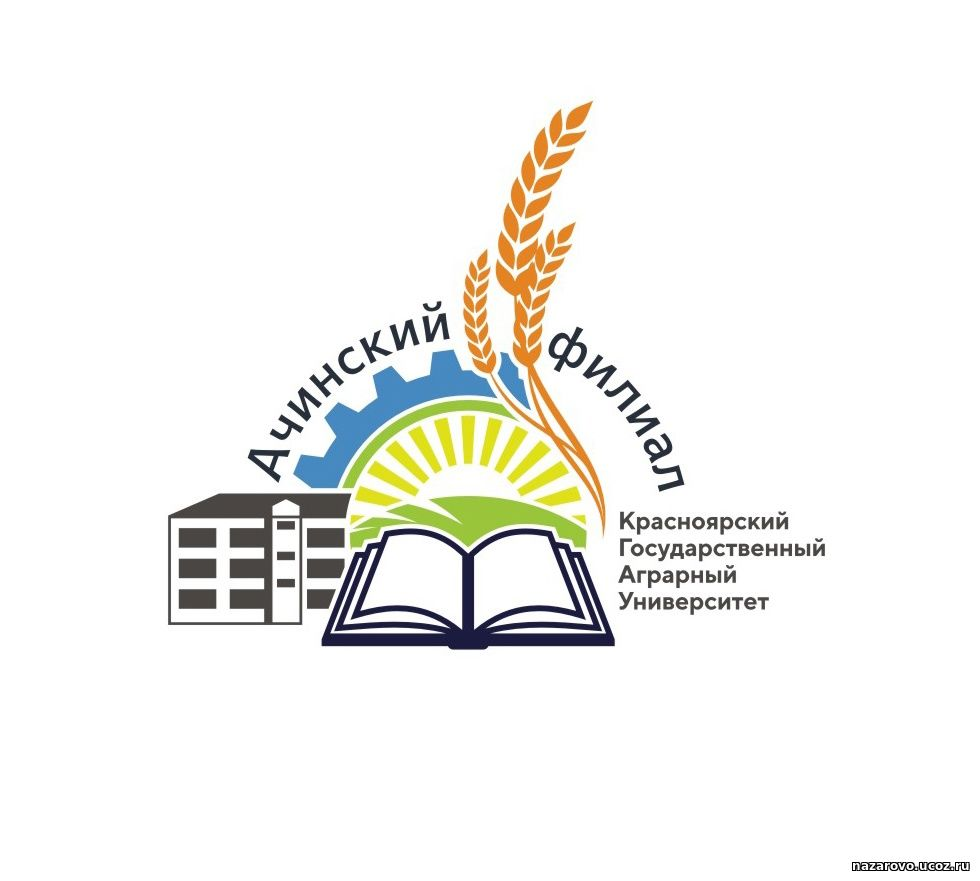 Ачинский филиал
Красноярский
Государственный
Аграрный
Университет
nazarovo.ucoz.ru